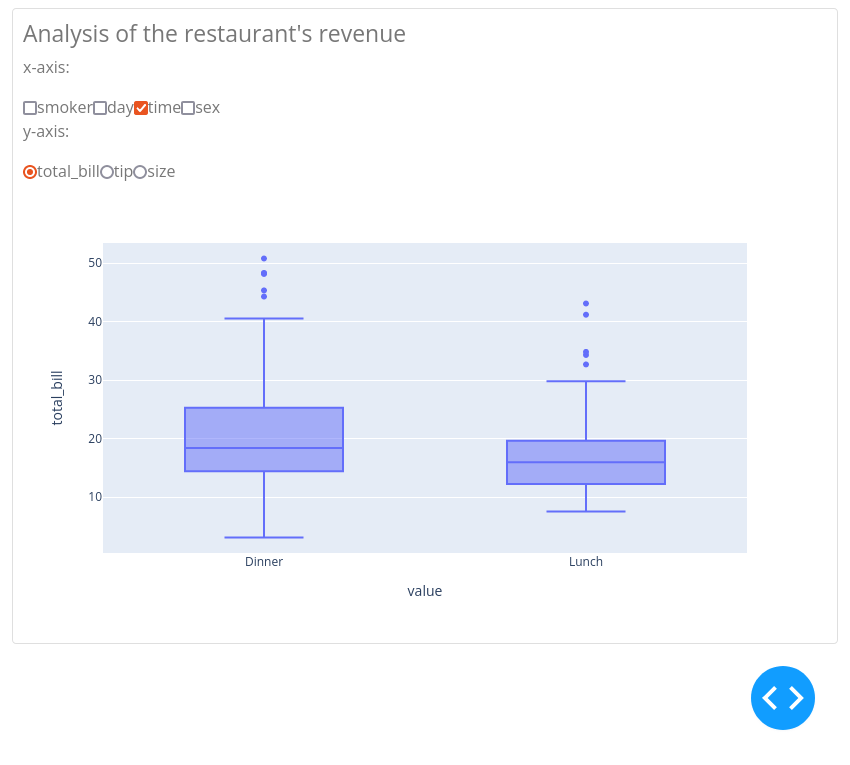 Analysis of the restaurant's revenue
x-axis:
smoker day time sex
y-axis:
total_bill tip size
50
40
30
20
10
total_bill
Dinner Lunch
value